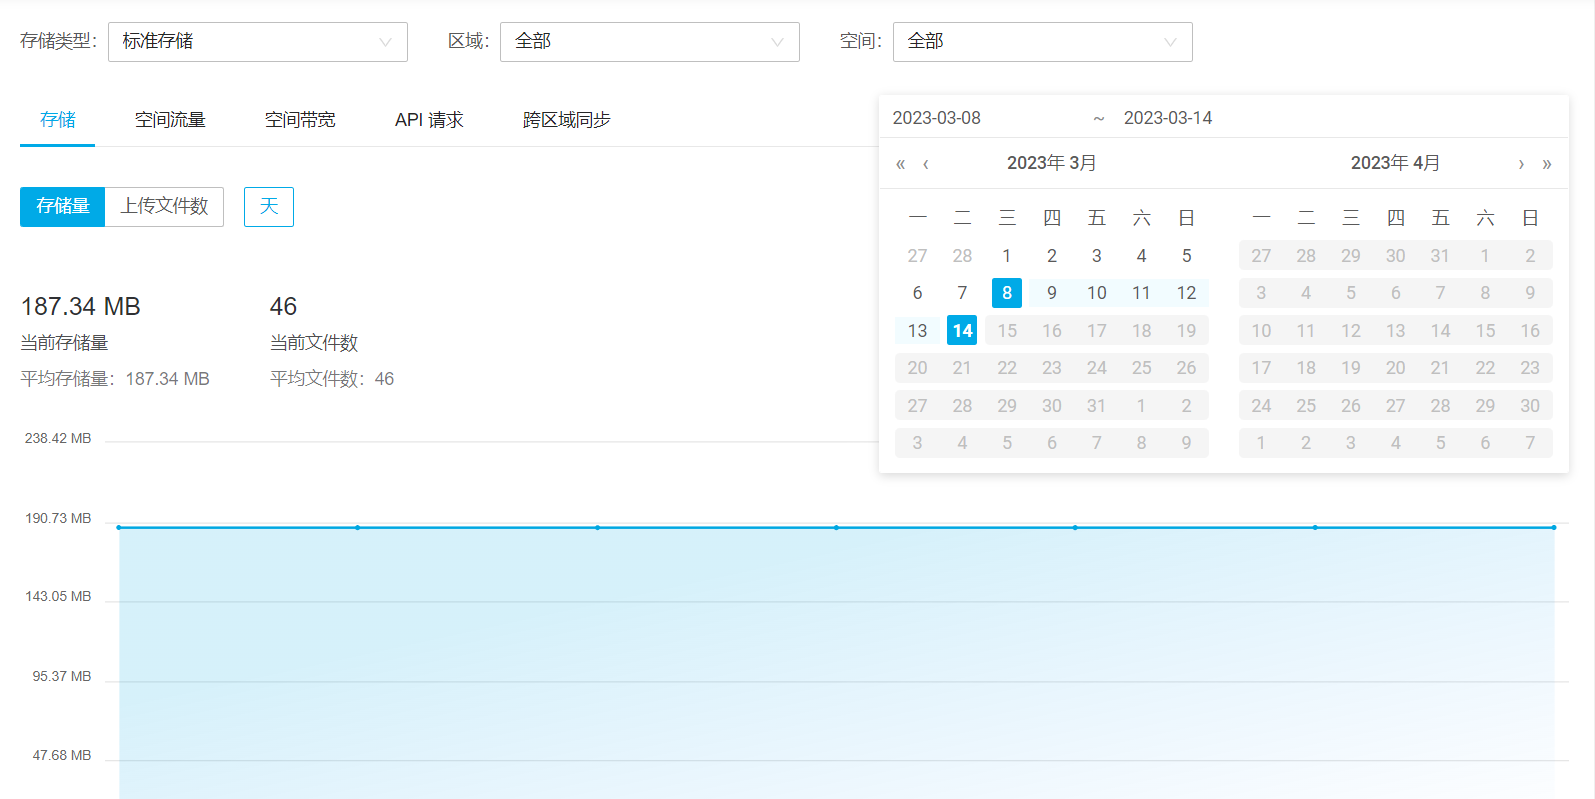 存储类型： 标准存储 区域： 全部 空间： 全部
存储 空间流量 空间带宽 API 请求 跨区域同步
存储量 上传文件数 天
187.34 MB 46
当前存储量 当前文件数
平均存储量：187.34 MB 平均文件数：46
2023-03-08 ~ 2023-03-14
« ‹ 2023年 3月 2023年 4月 › »
一 二 三 四 五 六 日 一 二 三 四 五 六 日
27 28 1 2 3 4 5 27 28 29 30 31 1 2
6 7 8 9 10 11 12 3 4 5 6 7 8 9
13 14 15 16 17 18 19 10 11 12 13 14 15 16
20 21 22 23 24 25 26 17 18 19 20 21 22 23
27 28 29 30 31 1 2 24 25 26 27 28 29 30
3 4 5 6 7 8 9 1 2 3 4 5 6 7
238.42 MB
190.73 MB
143.05 MB
95.37 MB
47.68 MB